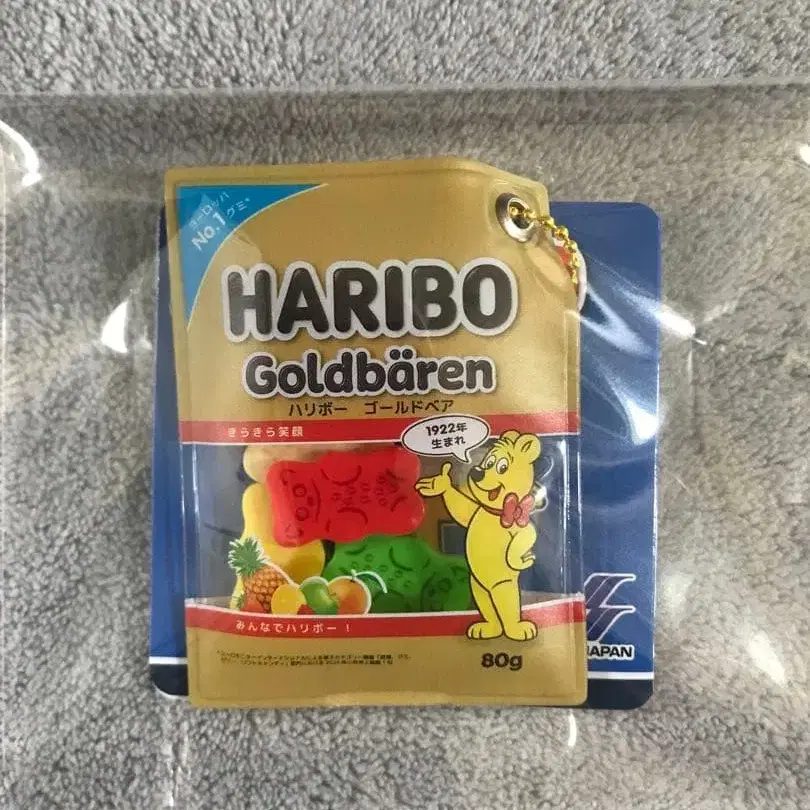 ヨーロッパ
No.1グミ*
HARIBO
Goldbären
ハリボー ゴールドベア
きらきら笑顔
1922年
生まれ
みんなでハリボー!
80g
JAPAN